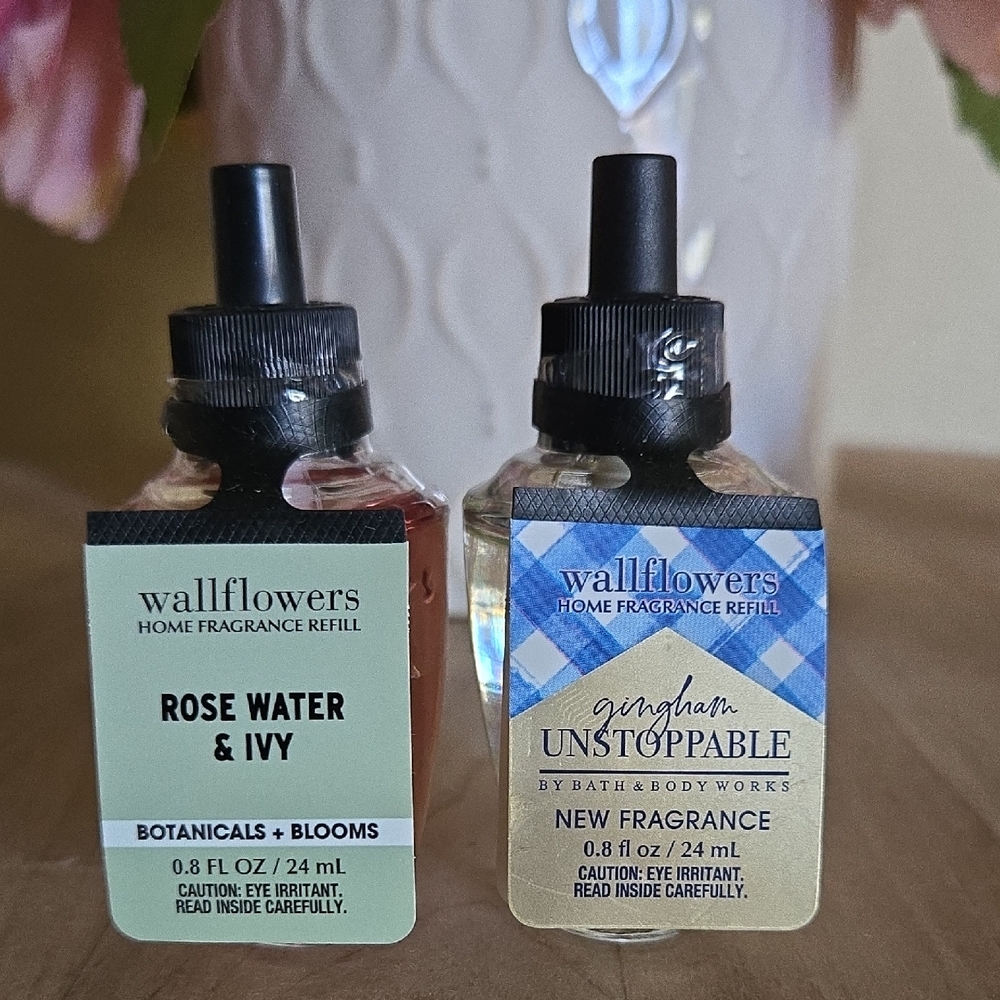 wallflowers
HOME FRAGRANCE REFILL
ROSE WATER
& IVY
BOTANICALS + BLOOMS
0.8 FL OZ / 24 mL
CAUTION: EYE IRRITANT.
READ INSIDE CAREFULLY.
wallflowers
HOME FRAGRANCE REFILL
gingham
UNSTOPPABLE
BY BATH & BODY WORKS
NEW FRAGRANCE
0.8 fl oz / 24 mL
CAUTION: EYE IRRITANT.
READ INSIDE CAREFULLY.